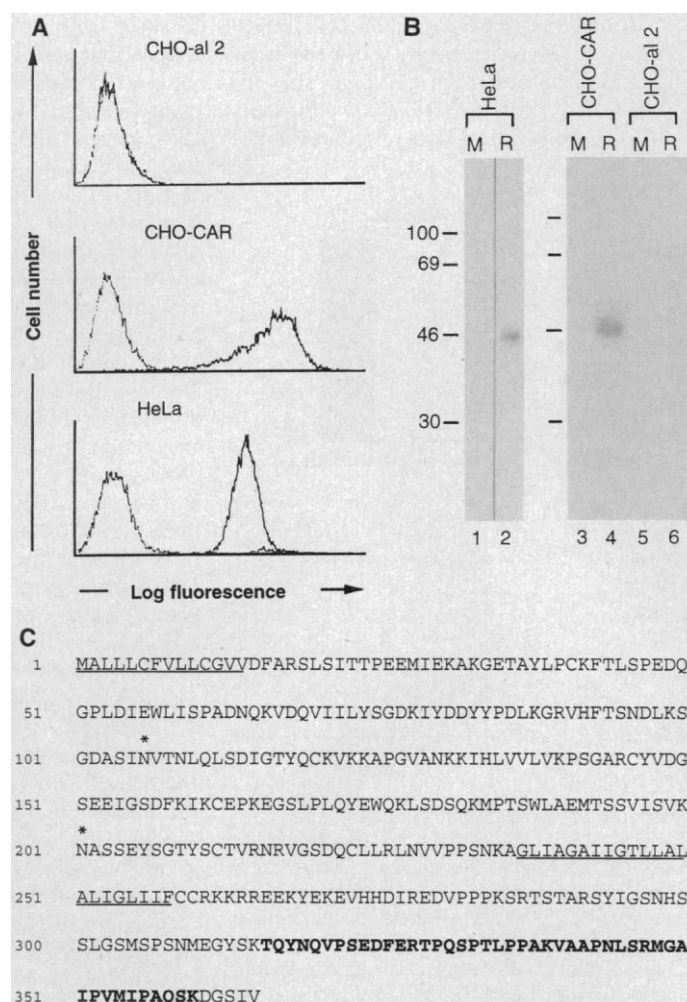 A
CHO-al 2
CHO-CAR
HeLa
Cell number
Log fluorescence
B
HeLa
CHO-CAR
CHO-al 2
M R M R M R
100
69
46
30
1 2 3 4 5 6
C
1 MALLLCFVLLCGVVDFARSLSITTPEEMIEKAKGETAYLPCKFTLSPEDQ
51 GPLDIEWLISPADNQKVDQVIILYSGDKIYDDYYPDLKGRVHFTSNDLKS
*
101 GDASINVTNLQLSDIGTYQCKVKKAPGVANKKIHLVVLVKPSGARCYVDG
151 SEEIGSDFKIKCEPKEGSLPLQYEWQKLSDSQKMPTSWLAEMTSSVISVK
*
201 NASSEYSGTYSCTVRNRVGSDQCLLRLNVVPPSNKAGLIAGAIIGTLLAL
251 ALIGLIIFCCRKKRREEKYEKEVHHDIREDVPPPKSRTSTARSYIGSNHS
300 SLGSMSPSNMEGYSKTQYNQVPSEDFERTPQSPTLPPAKVAAPNLSRMGA
351 IPVMIPAQSKDGSIV